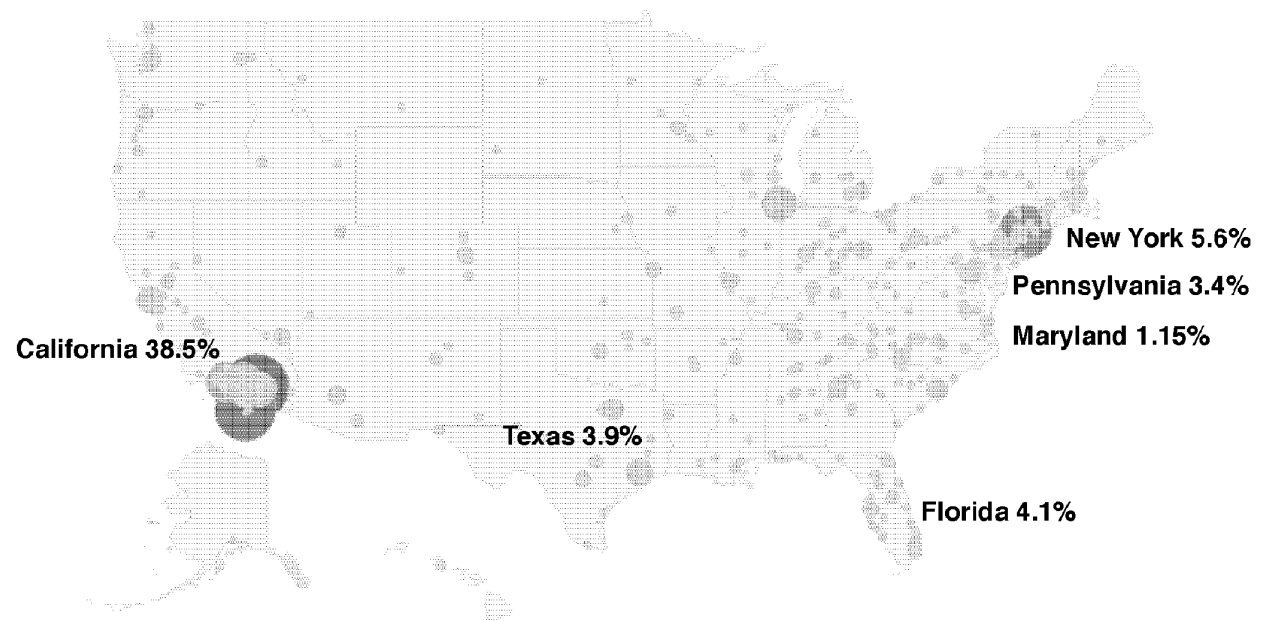 New York 5.6%
Pennsylvania 3.4%
Maryland 1.15%
California 38.5%
Texas 3.9%
Florida 4.1%